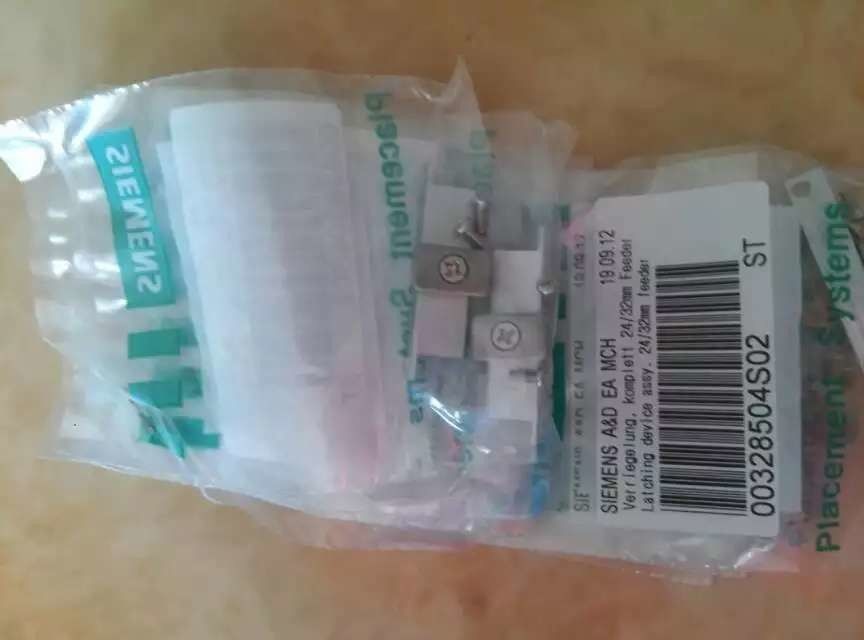 SIEMENS
Placement Syst
SIEMENS A&D EA MCH 19.09.12
Verriegelung, komplett 24/32mm Feeder
Latching device assy. 24/32mm feeder
00328504S02 ST
Placement Systems